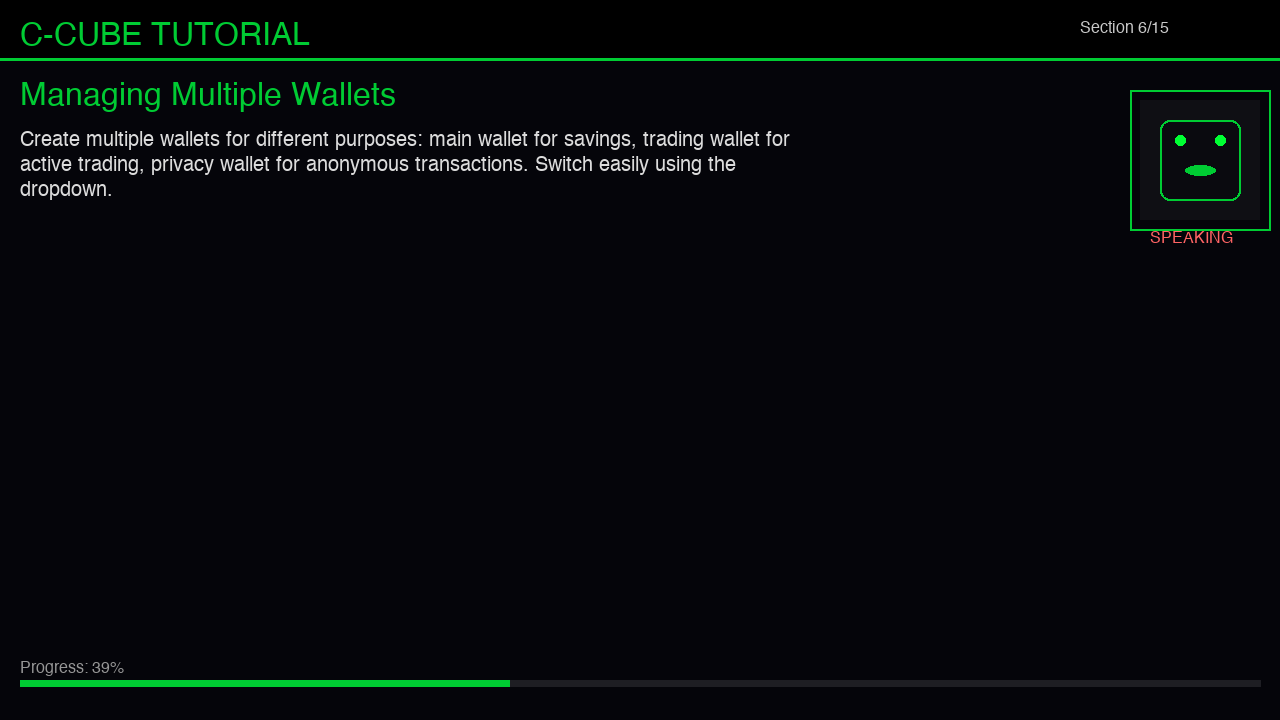 C-CUBE TUTORIAL
Section 6/15
Managing Multiple Wallets
Create multiple wallets for different purposes: main wallet for savings, trading wallet for
active trading, privacy wallet for anonymous transactions. Switch easily using the
dropdown.
SPEAKING
Progress: 39%